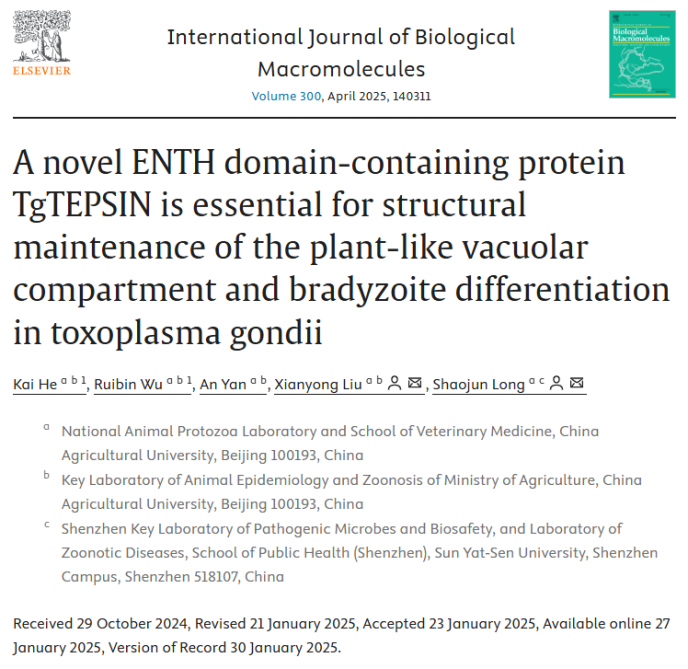 International Journal of Biological
Macromolecules
Volume 300, April 2025, 140311
ELSEVIER
Biological
Macromolecules
A novel ENTH domain-containing protein
TgTEPSIN is essential for structural
maintenance of the plant-like vacuolar
compartment and bradyzoite differentiation
in toxoplasma gondii
Kai He a b 1, Ruibin Wu a b 1, An Yan a b, Xianyong Liu a b, Shaojun Long a c
a National Animal Protozoa Laboratory and School of Veterinary Medicine, China
Agricultural University, Beijing 100193, China
b Key Laboratory of Animal Epidemiology and Zoonosis of Ministry of Agriculture, China
Agricultural University, Beijing 100193, China
c Shenzhen Key Laboratory of Pathogenic Microbes and Biosafety, and Laboratory of
Zoonotic Diseases, School of Public Health (Shenzhen), Sun Yat-Sen University, Shenzhen
Campus, Shenzhen 518107, China
Received 29 October 2024, Revised 21 January 2025, Accepted 23 January 2025, Available online 27
January 2025, Version of Record 30 January 2025.